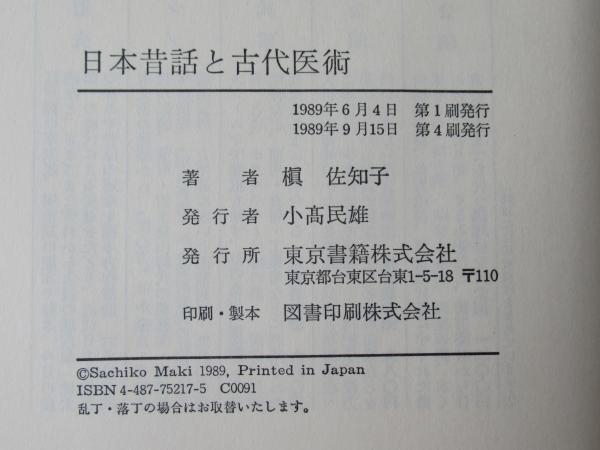 日本昔話と古代医術
1989年6月4日 第1刷発行
1989年9月15日 第4刷発行
著者 槇 佐知子
発行者 小髙民雄
発行所 東京書籍株式会社
東京都台東区台東1-5-18 〒110
印刷・製本 図書印刷株式会社
©Sachiko Maki 1989, Printed in Japan
ISBN 4-487-75217-5 C0091
乱丁・落丁の場合はお取替いたします。